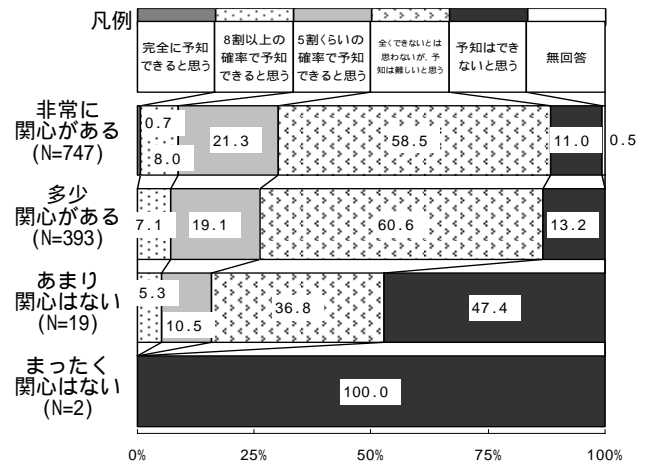 凡例
完全に予知
できると思う
8割以上の
確率で予知
できると思う
5割くらいの
確率で予知
できると思う
全くできないとは
思わないが、予
知は難しいと思う
予知はでき
ないと思う
無回答
非常に
関心がある
(N=747)
0.7
8.0
21.3
58.5
11.0
0.5
多少
関心がある
(N=393)
7.1
19.1
60.6
13.2
あまり
関心はない
(N=19)
5.3
10.5
36.8
47.4
まったく
関心はない
(N=2)
100.0
0%
25%
50%
75%
100%